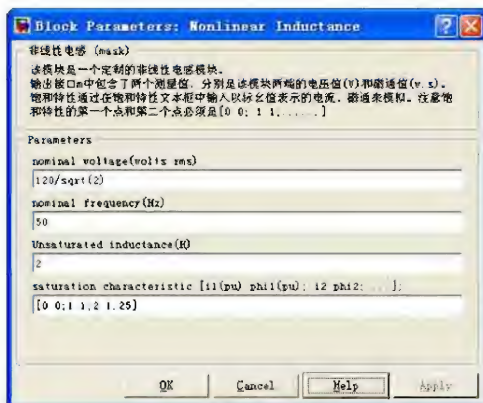 Block Parameters: Nonlinear Inductance
非线性电感 (mask)
该模块是一个定制的非线性电感模块。
输出接口m中包含了两个测量值，分别是该模块两端的电压值(V)和磁通值(v.s)。
饱和特性通过在饱和特性文本框中输入以标幺值表示的电流、磁通来模拟。注意饱
和特性的第一个点和第二个点必须是[0 0; 1 1;......]
Parameters
nominal voltage(volts rms)
120/sqrt(2)
nominal frequency(Hz)
50
Unsaturated inductance(H)
2
saturation characteristic [i1(pu) phi1(pu); i2 phi2; ...];
[0 0;1 1;2 1.25]
OK
Cancel
Help
Apply